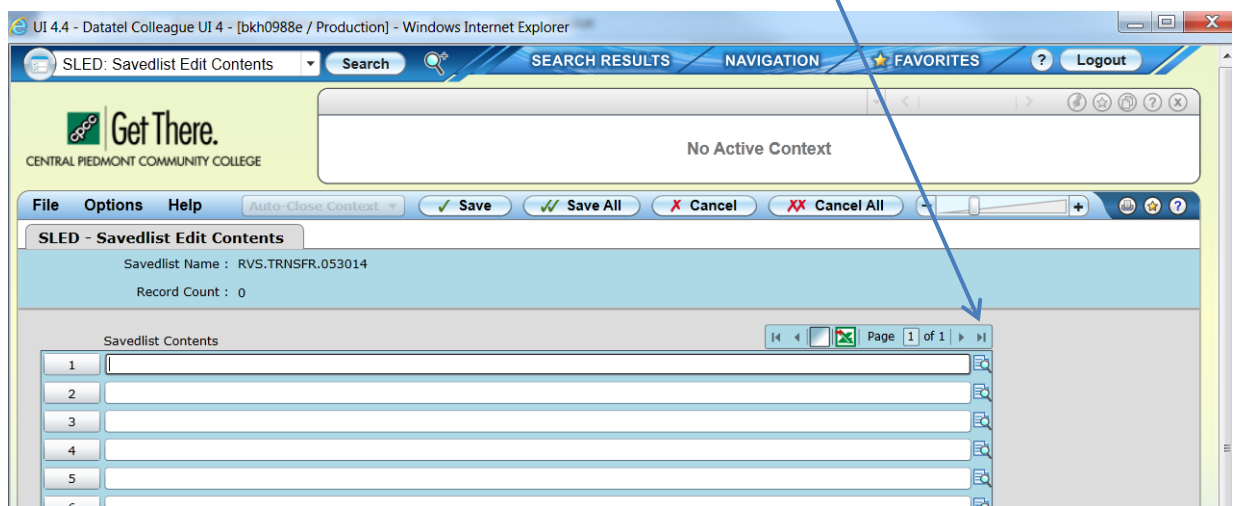 UI 4.4 - Datatel Colleague UI 4 - [bkh0988e / Production] - Windows Internet Explorer
SLED: Savedlist Edit Contents Search SEARCH RESULTS NAVIGATION FAVORITES ? Logout
Get There.
CENTRAL PIEDMONT COMMUNITY COLLEGE
No Active Context
File Options Help Auto-Close Context Save Save All Cancel Cancel All - + ?
SLED - Savedlist Edit Contents
Savedlist Name : RVS.TRNSFR.053014
Record Count : 0
Savedlist Contents Page 1 of 1
1
2
3
4
5